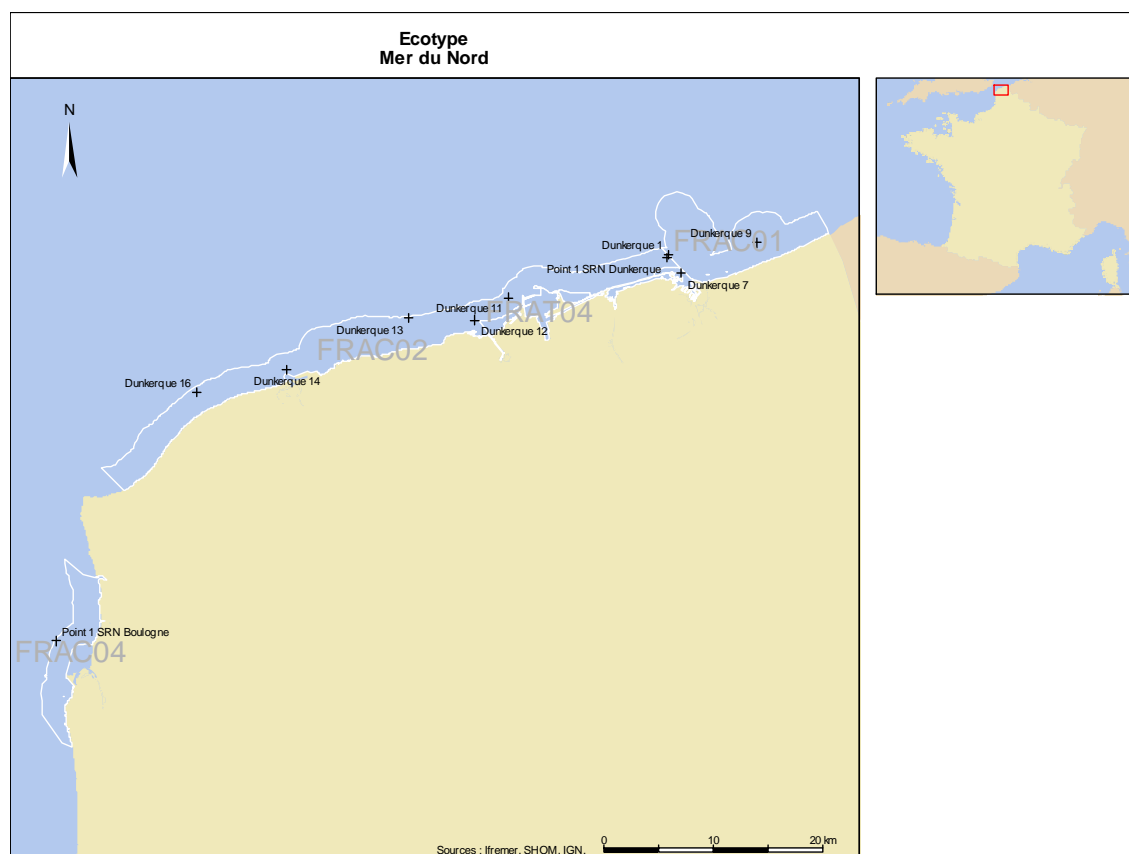 Ecotype
Mer du Nord
N
Dunkerque 9
FRAC01
Dunkerque 1
Point 1 SRN Dunkerque
Dunkerque 7
Dunkerque 11
FRAT04
Dunkerque 13
Dunkerque 12
FRAC02
Dunkerque 16
Dunkerque 14
Point 1 SRN Boulogne
FRAC04
Sources : Ifremer, SHOM, IGN.
0 10 20 km